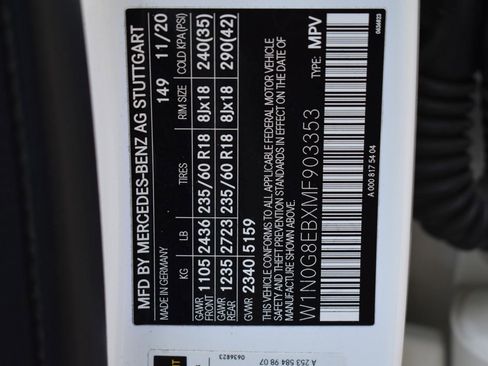 MFD BY MERCEDES-BENZ AG STUTTGART
MADE IN GERMANY 149 11/20
KG LB TIRES RIM SIZE COLD KPA (PSI)
GAWR FRONT 1105 2436 235/60 R18 8Jx18 240(35)
GAWR REAR 1235 2723 235/60 R18 8Jx18 290(42)
GVWR 2340 5159
THIS VEHICLE CONFORMS TO ALL APPLICABLE FEDERAL MOTOR VEHICLE
SAFETY AND THEFT PREVENTION STANDARDS IN EFFECT ON THE DATE OF
MANUFACTURE SHOWN ABOVE.
TYPE: MPV
W1N0G8EBXMF903353
A 000 817 54 04
0636823
0636823
A 253 584 98 07